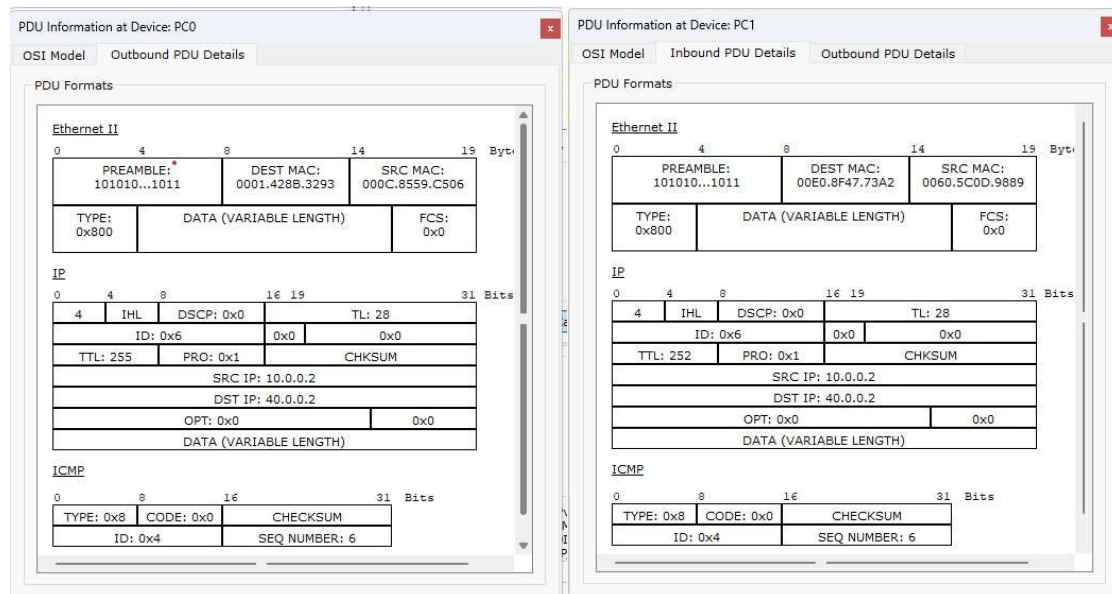 PDU Information at Device: PC0
x
OSI Model Outbound PDU Details
PDU Formats
Ethernet II
0 4 8 14 19 Byt
PREAMBLE: DEST MAC: SRC MAC:
101010...1011 0001.428B.3293 000C.8559.C506
TYPE: DATA (VARIABLE LENGTH) FCS:
0x800 0x0
IP
0 4 8 16 19 31 Bits
4 IHL DSCP: 0x0 TL: 28
ID: 0x6 0x0 0x0
TTL: 255 PRO: 0x1 CHKSUM
SRC IP: 10.0.0.2
DST IP: 40.0.0.2
OPT: 0x0 0x0
DATA (VARIABLE LENGTH)
ICMP
0 8 16 31 Bits
TYPE: 0x8 CODE: 0x0 CHECKSUM
ID: 0x4 SEQ NUMBER: 6
PDU Information at Device: PC1
x
OSI Model Inbound PDU Details Outbound PDU Details
PDU Formats
Ethernet II
0 4 8 14 19 Byt
PREAMBLE: DEST MAC: SRC MAC:
101010...1011 00E0.8F47.73A2 0060.5C0D.9889
TYPE: DATA (VARIABLE LENGTH) FCS:
0x800 0x0
IP
0 4 8 16 19 31 Bits
4 IHL DSCP: 0x0 TL: 28
ID: 0x6 0x0 0x0
TTL: 252 PRO: 0x1 CHKSUM
SRC IP: 10.0.0.2
DST IP: 40.0.0.2
OPT: 0x0 0x0
DATA (VARIABLE LENGTH)
ICMP
0 8 16 31 Bits
TYPE: 0x8 CODE: 0x0 CHECKSUM
ID: 0x4 SEQ NUMBER: 6